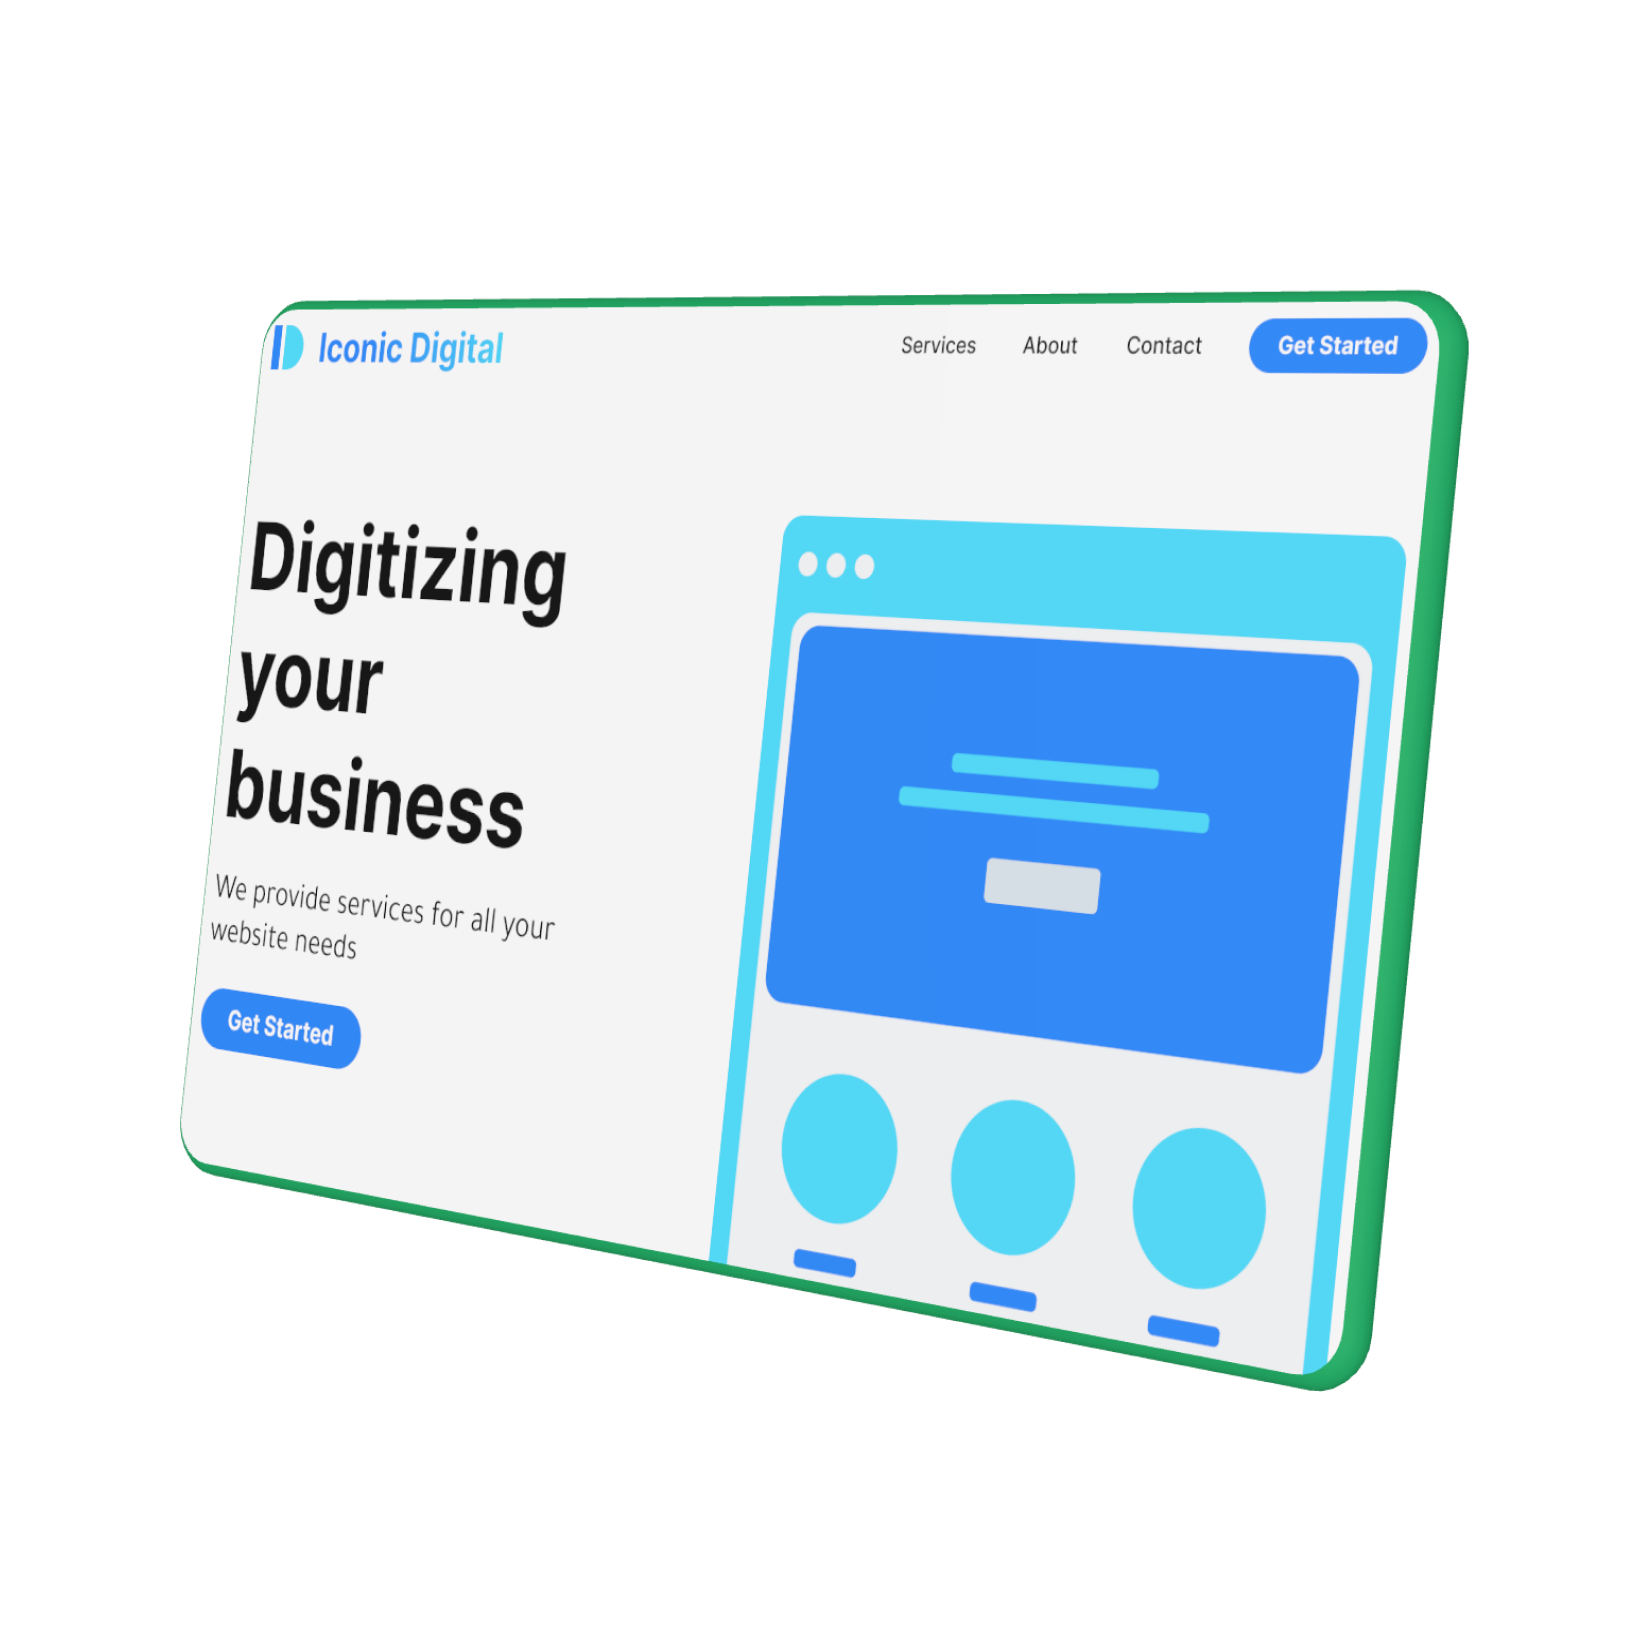 Iconic Digital
Services
About
Contact
Get Started
Digitizing
your
business
We provide services for all your
website needs
Get Started